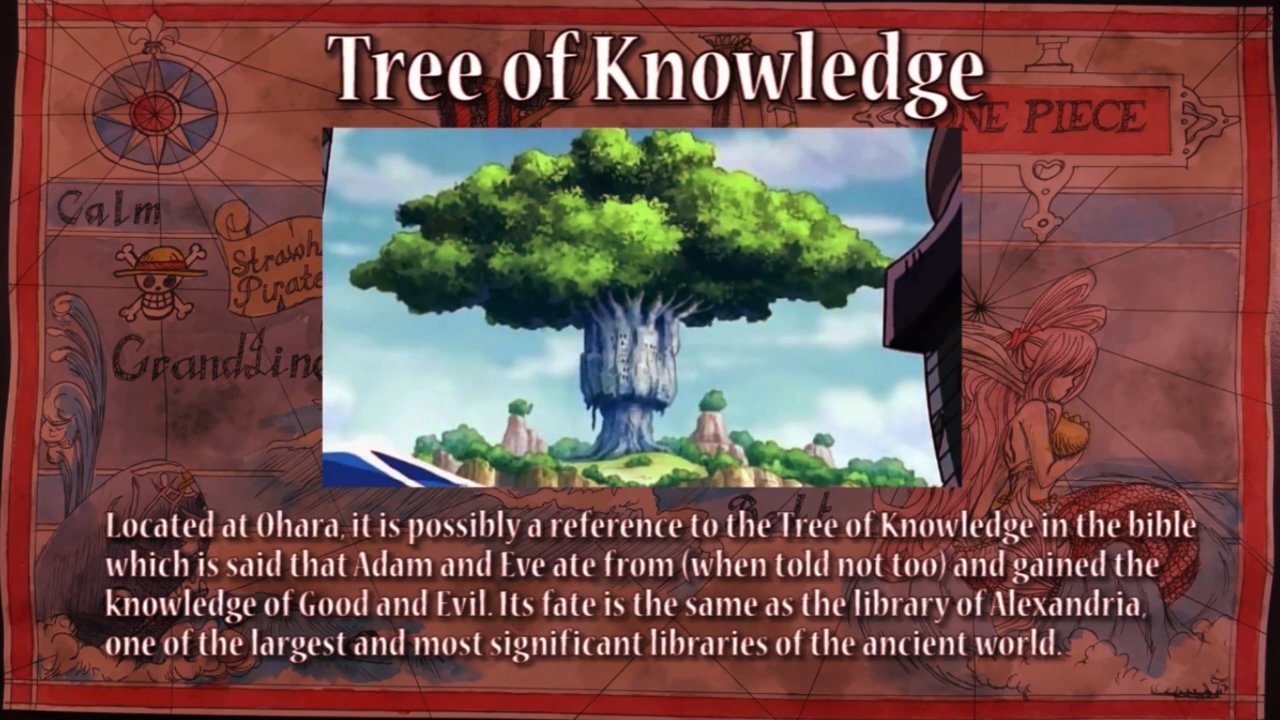 Tree of Knowledge
ONE PIECE
Calm
Strawh
Pirate
GrandLine
Belt
Located at Ohara, it is possibly a reference to the Tree of Knowledge in the bible
which is said that Adam and Eve ate from (when told not too) and gained the
knowledge of Good and Evil. Its fate is the same as the library of Alexandria,
one of the largest and most significant libraries of the ancient world.